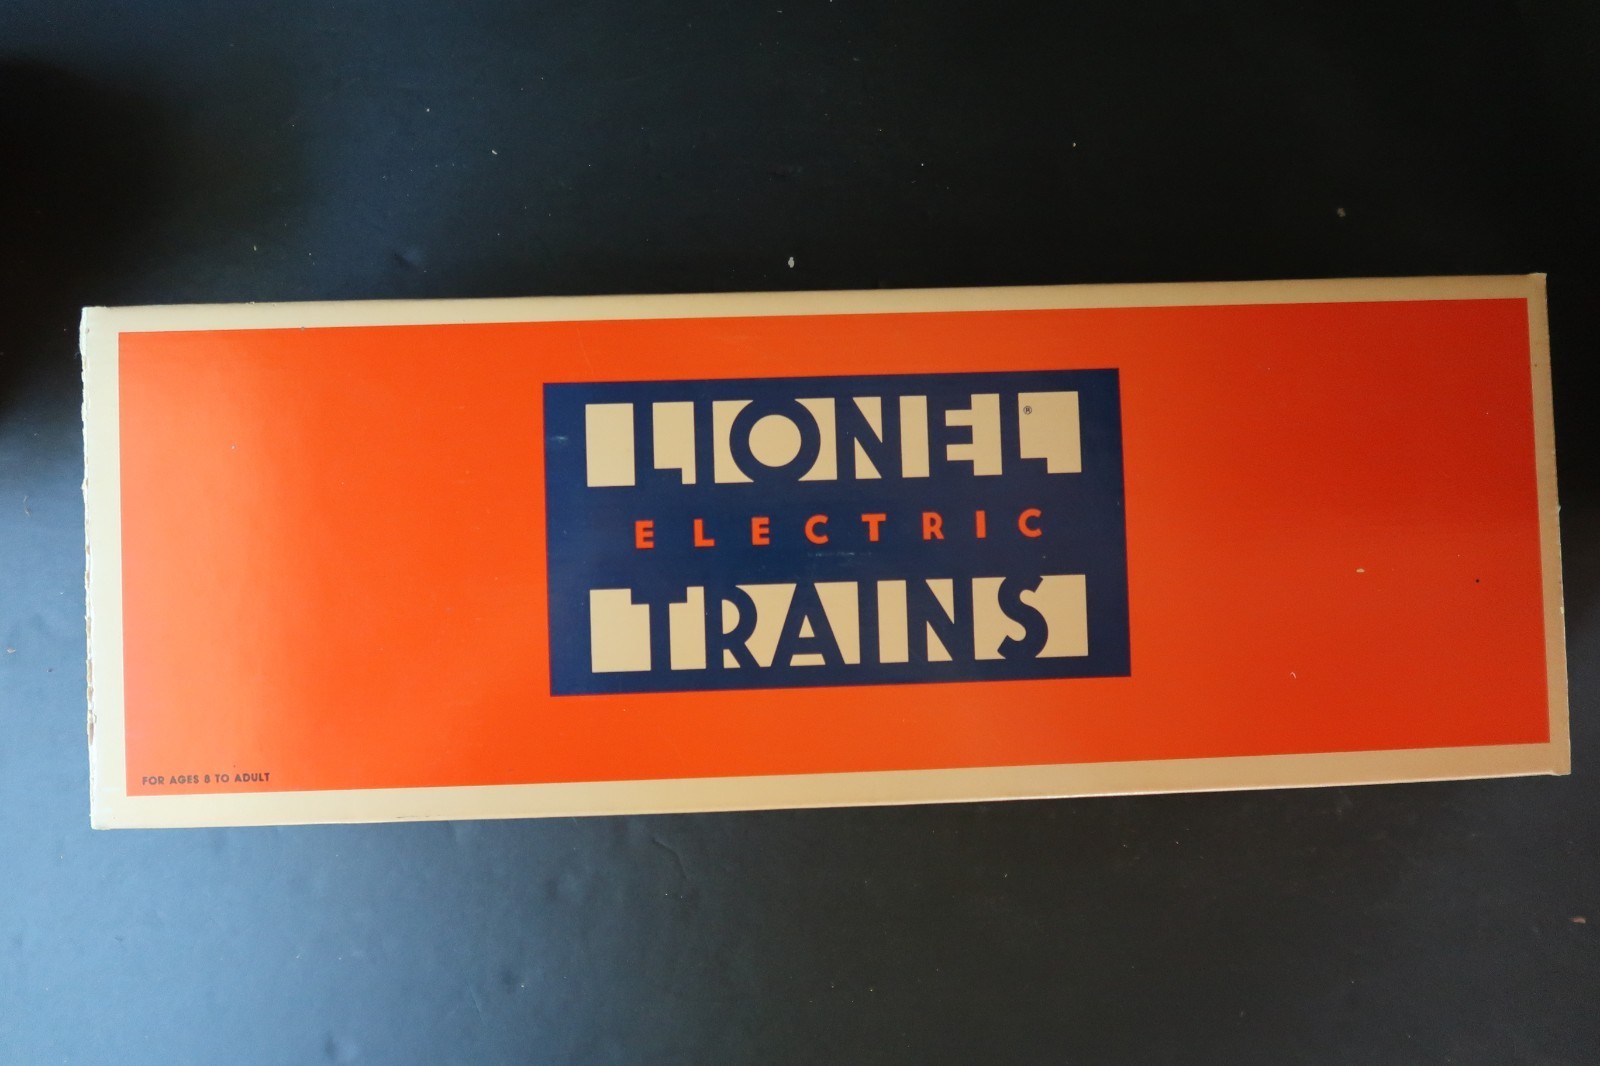 LIONEL®
ELECTRIC
TRAINS
FOR AGES 8 TO ADULT